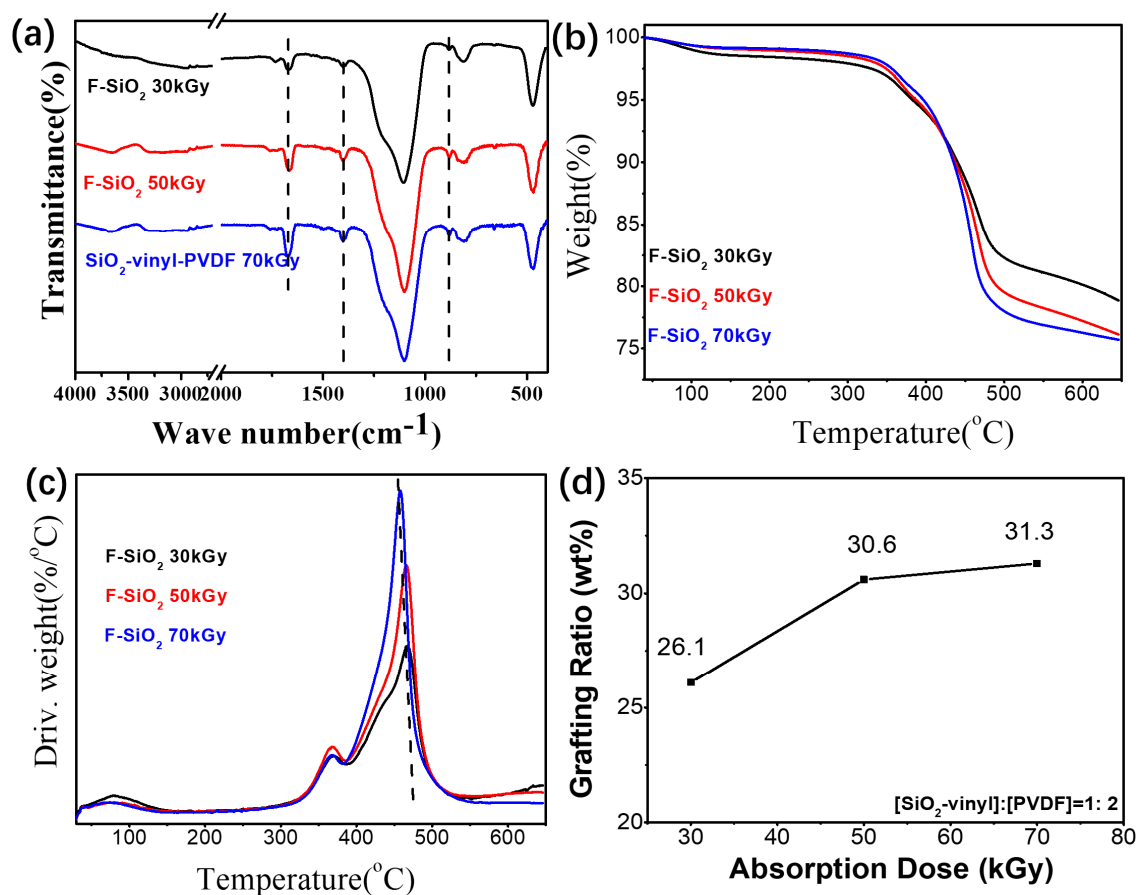 (a)
Transmittance(%)
F-SiO2 30kGy
F-SiO2 50kGy
SiO2-vinyl-PVDF 70kGy
4000 3500 3000 2000 1500 1000 500
Wave number(cm-1)
(b)
Weight(%)
100
95
90
85
80
75
F-SiO2 30kGy
F-SiO2 50kGy
F-SiO2 70kGy
100 200 300 400 500 600
Temperature(oC)
(c)
Driv. weight(%/oC)
F-SiO2 30kGy
F-SiO2 50kGy
F-SiO2 70kGy
100 200 300 400 500 600
Temperature(oC)
(d)
Grafting Ratio (wt%)
35
30
25
20
26.1
30.6
31.3
[SiO2-vinyl]:[PVDF]=1: 2
30 40 50 60 70 80
Absorption Dose (kGy)